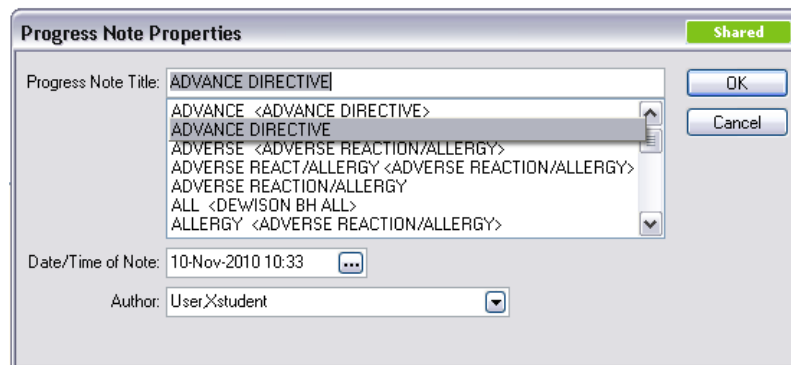 Progress Note Properties Shared
Progress Note Title: ADVANCE DIRECTIVE OK
ADVANCE <ADVANCE DIRECTIVE>
ADVANCE DIRECTIVE Cancel
ADVERSE <ADVERSE REACTION/ALLERGY>
ADVERSE REACT/ALLERGY <ADVERSE REACTION/ALLERGY>
ADVERSE REACTION/ALLERGY
ALL <DEWISON BH ALL>
ALLERGY <ADVERSE REACTION/ALLERGY>
Date/Time of Note: 10-Nov-2010 10:33 ...
Author: User,Xstudent